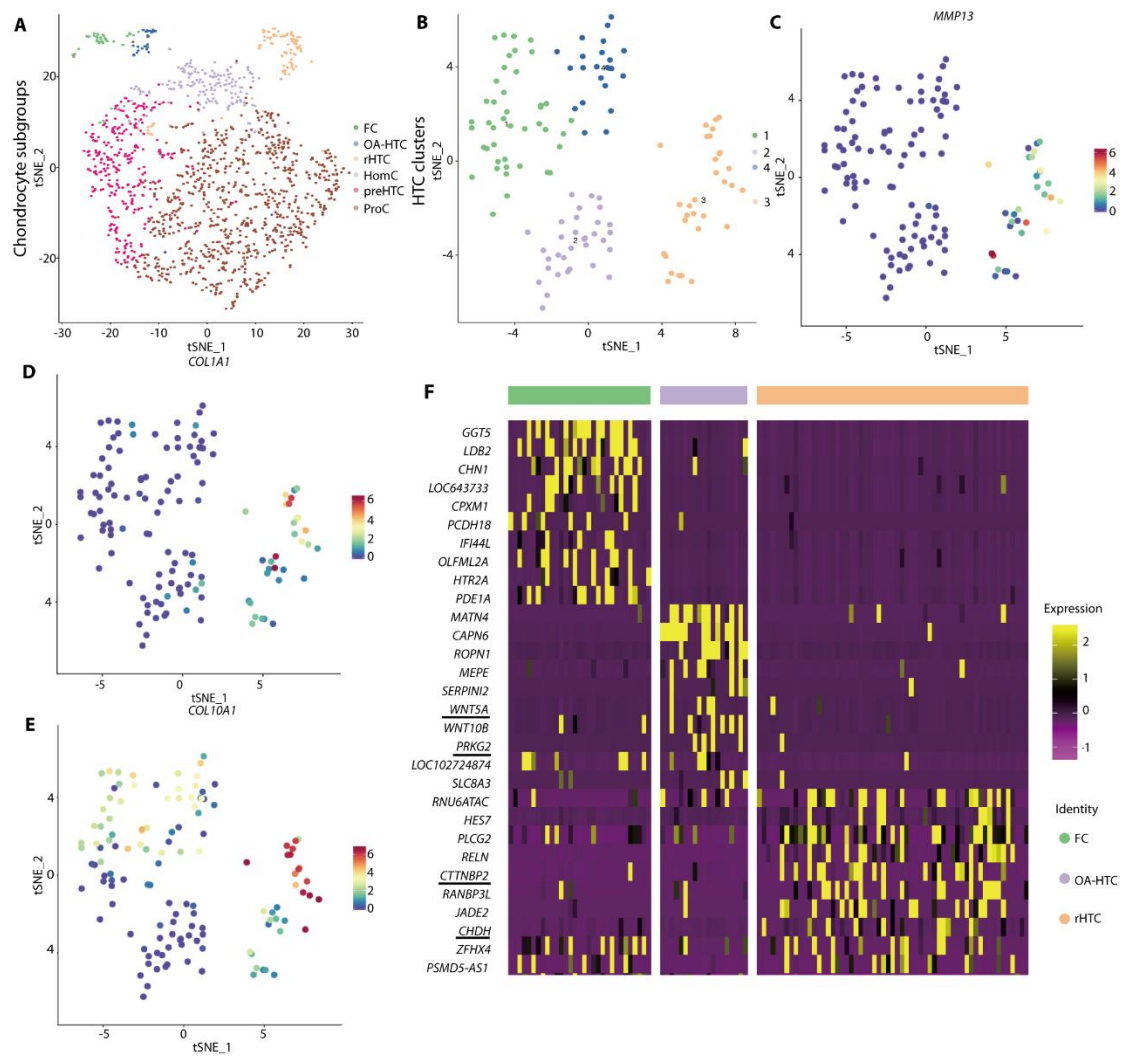 A
Chondrocyte subgroups
tSNE_2
20
0
-20
-30
-20
-10
0
10
20
30
tSNE_1
FC
OA-HTC
rHTC
HomC
preHTC
ProC
B
HTC clusters
tSNE_2
4
0
-4
-4
0
4
8
tSNE_1
1
2
3
4
1
2
4
3
C
MMP13
tSNE_2
4
0
4
-5
0
5
tSNE_1
6
4
2
0
D
COL1A1
tSNE_2
4
0
4
-5
0
5
tSNE_1
6
4
2
0
E
COL10A1
tSNE_2
4
0
4
-5
0
5
tSNE_1
6
4
2
0
F
GGT5
LDB2
CHN1
LOC643733
CPXM1
PCDH18
IFI44L
OLFML2A
HTR2A
PDE1A
MATN4
CAPN6
ROPN1
MEPE
SERPINI2
WNT5A
WNT10B
PRKG2
LOC102724874
SLC8A3
RNU6ATAC
HES7
PLCG2
RELN
CTTNBP2
RANBP3L
JADE2
CHDH
ZFHX4
PSMD5-AS1
Expression
2
1
0
-1
Identity
FC
OA-HTC
rHTC